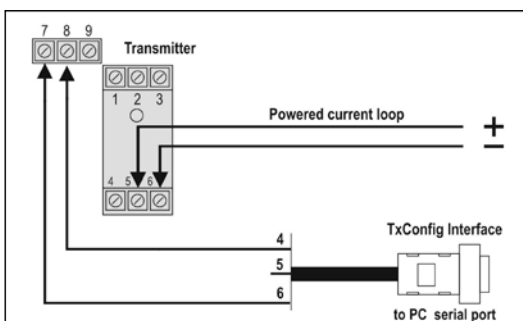 7 8 9
Transmitter
1 2 3
Powered current loop
+
−
4 5 6
4
TxConfig Interface
5
6
to PC serial port